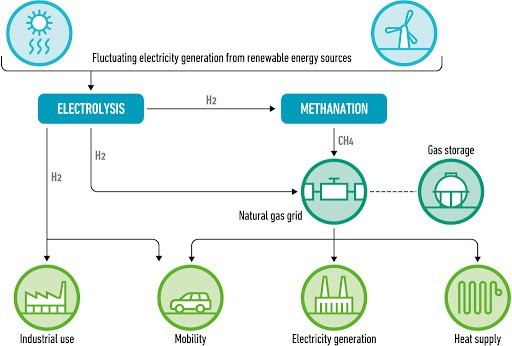 Fluctuating electricity generation from renewable energy sources
ELECTROLYSIS
H2
METHANATION
H2
CH4
Gas storage
H2
Natural gas grid
Industrial use
Mobility
Electricity generation
Heat supply